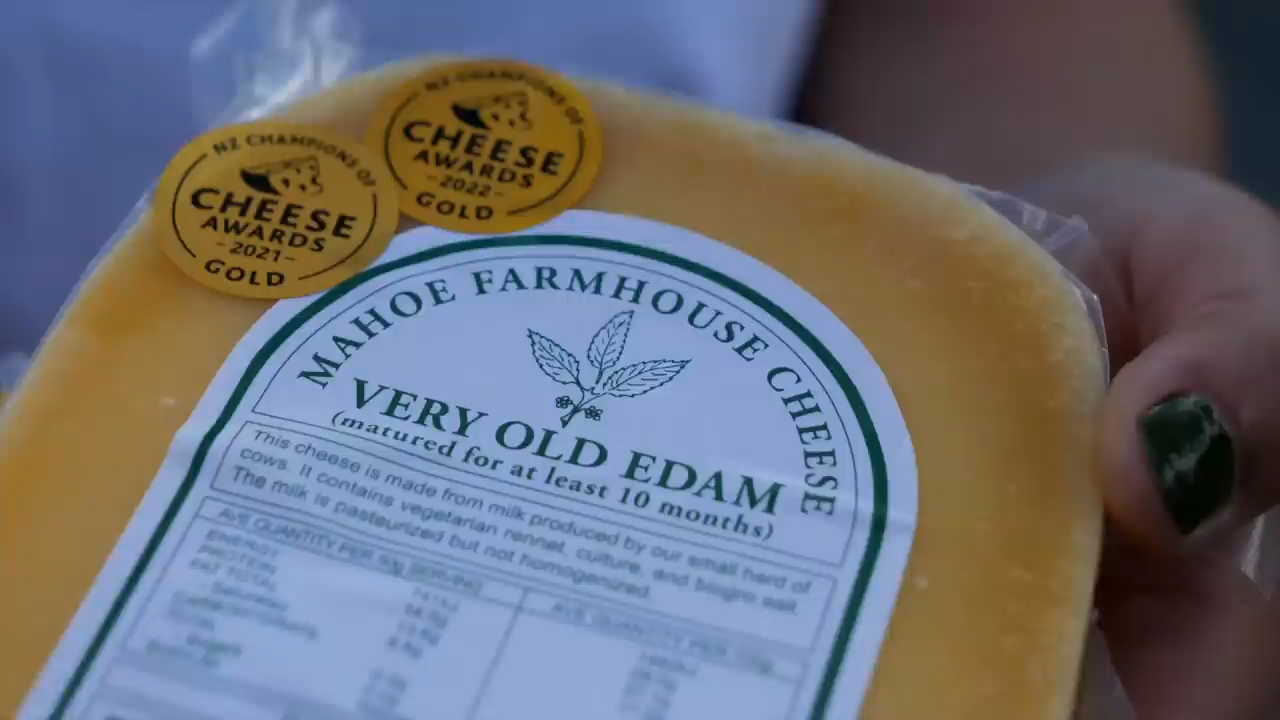 NZ CHAMPIONS OF
CHEESE
AWARDS
-2021-
GOLD
NZ CHAMPIONS OF
CHEESE
AWARDS
-2022-
GOLD
MAHOE FARMHOUSE CHEESE
VERY OLD EDAM
(matured for at least 10 months)
This cheese is made from milk produced by our small herd of
cows. It contains vegetarian rennet, culture, and biogro salt.
The milk is pasteurized but not homogenized.
AVE QUANTITY PER 50g SERVING
AVE QUANTITY PER
ENERGY
PROTEIN
FAT TOTAL